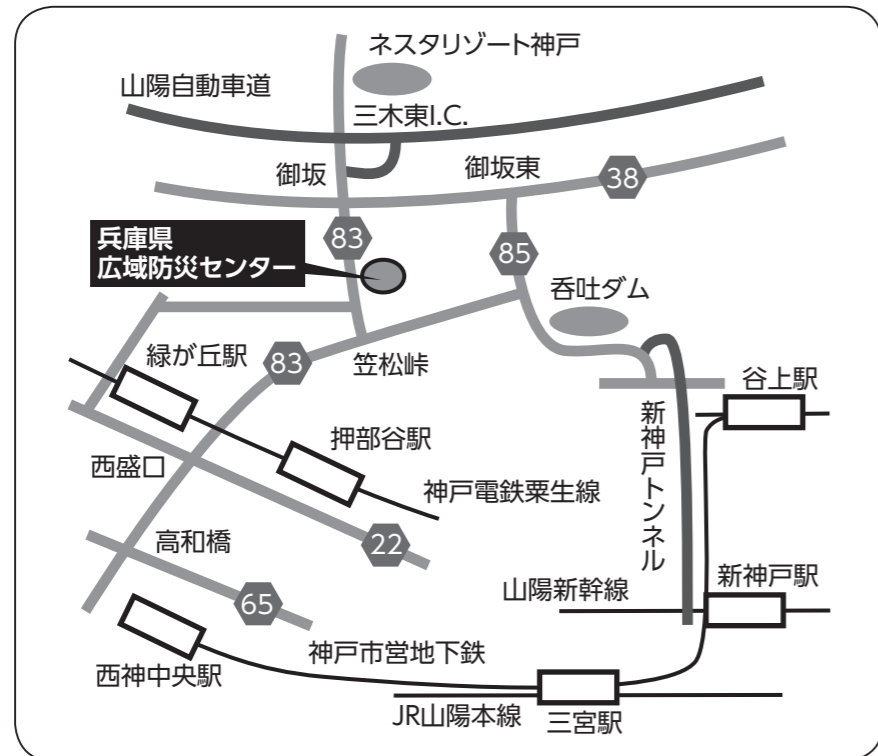 ネスタリゾート神戸
山陽自動車道
三木東I.C.
御坂
御坂東
38
兵庫県
広域防災センター
83
85
呑吐ダム
緑が丘駅
83
笠松峠
谷上駅
新神戸トンネル
押部谷駅
西盛口
神戸電鉄粟生線
高和橋
22
新神戸駅
山陽新幹線
65
神戸市営地下鉄
西神中央駅
JR山陽本線
三宮駅